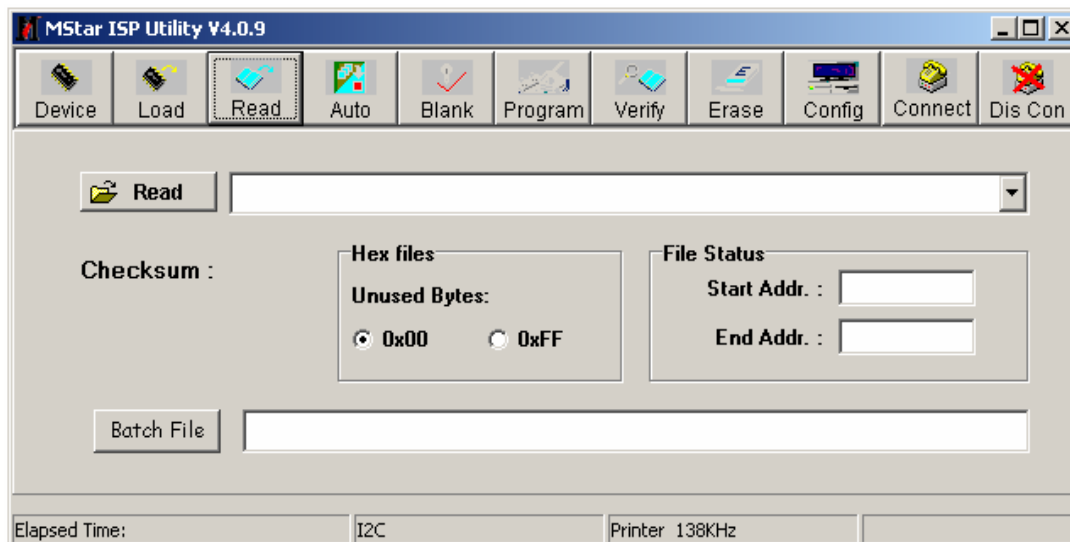 MStar ISP Utility V4.0.9
Device Load Read Auto Blank Program Verify Erase Config Connect Dis Con
Read
Checksum :
Hex files
Unused Bytes:
0x00 0xFF
File Status
Start Addr. :
End Addr. :
Batch File
Elapsed Time: I2C Printer 138KHz